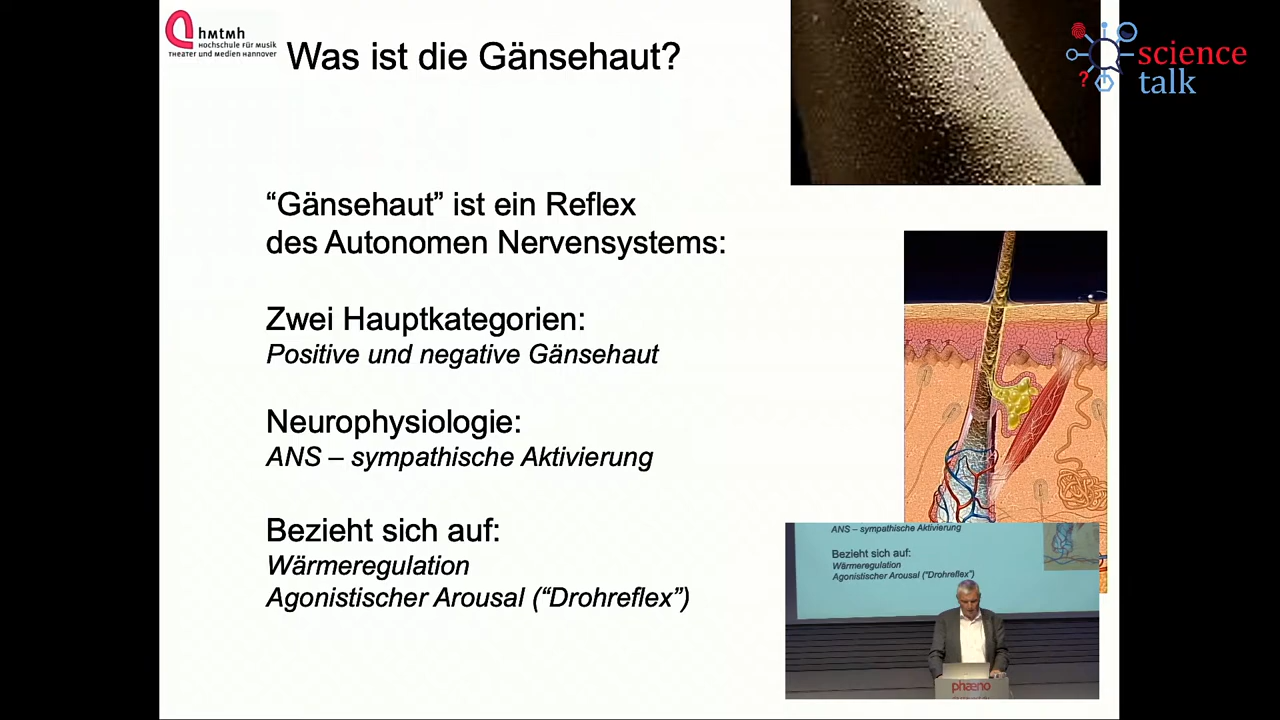 hmtmh
Hochschule für Musik
Theater und Medien Hannover
Was ist die Gänsehaut?
science
talk
“Gänsehaut” ist ein Reflex
des Autonomen Nervensystems:
Zwei Hauptkategorien:
Positive und negative Gänsehaut
Neurophysiologie:
ANS – sympathische Aktivierung
Bezieht sich auf:
Wärmeregulation
Agonistischer Arousal (“Drohreflex”)
ANS – sympathische Aktivierung
Bezieht sich auf:
Wärmeregulation
Agonistischer Arousal (“Drohreflex”)
phæno